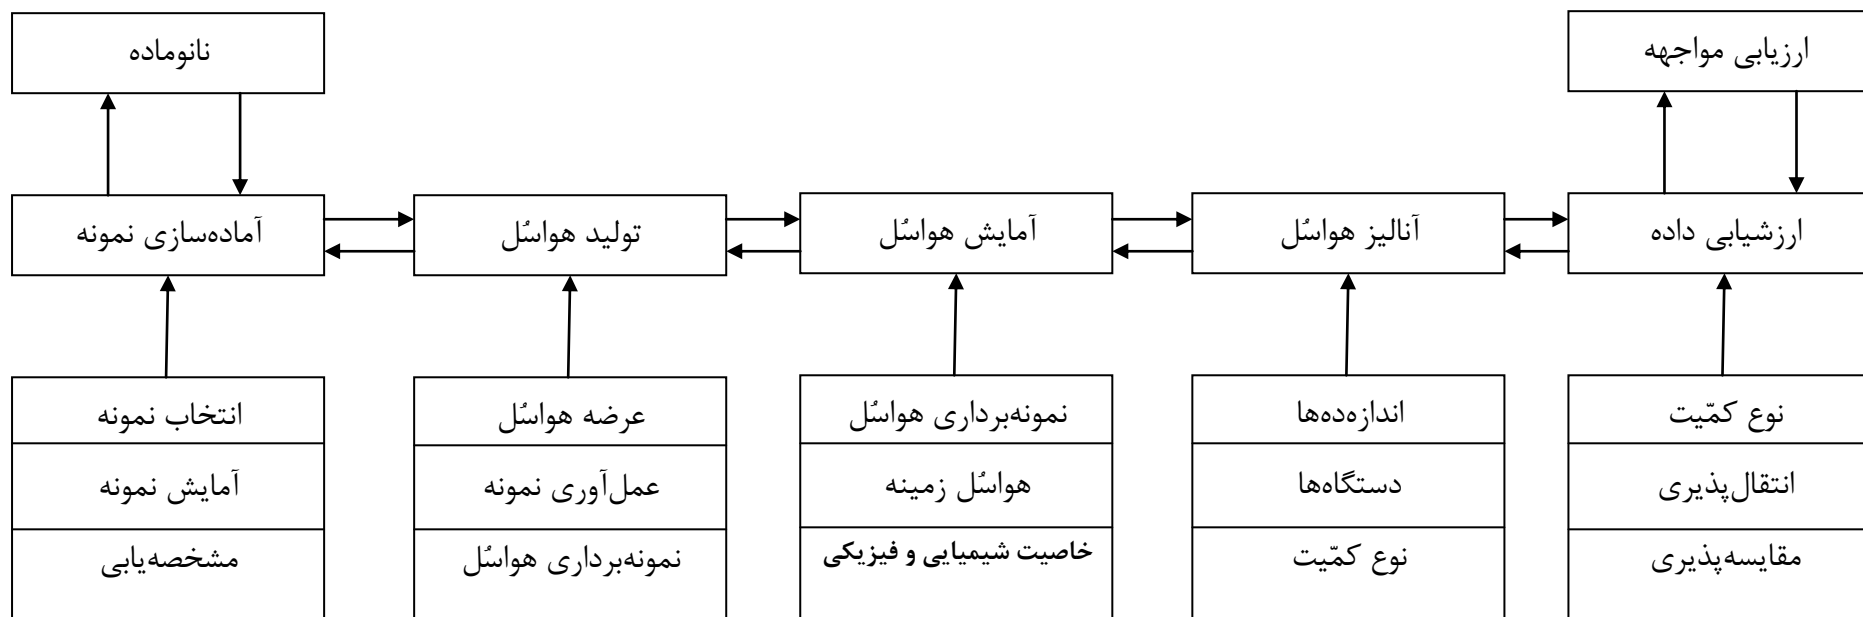 نانوماده
ارزیابی مواجهه
آماده‌سازی نمونه
تولید هواسُل
آمایش هواسُل
آنالیز هواسُل
ارزشیابی داده
انتخاب نمونه
آمایش نمونه
مشخصه‌یابی
عرضه هواسُل
عمل‌آوری نمونه
نمونه‌برداری هواسُل
نمونه‌برداری هواسُل
هواسُل زمینه
خاصیت شیمیایی و فیزیکی
اندازه‌ده‌ها
دستگاه‌ها
نوع کمّیت
نوع کمّیت
انتقال‌پذیری
مقایسه‌پذیری